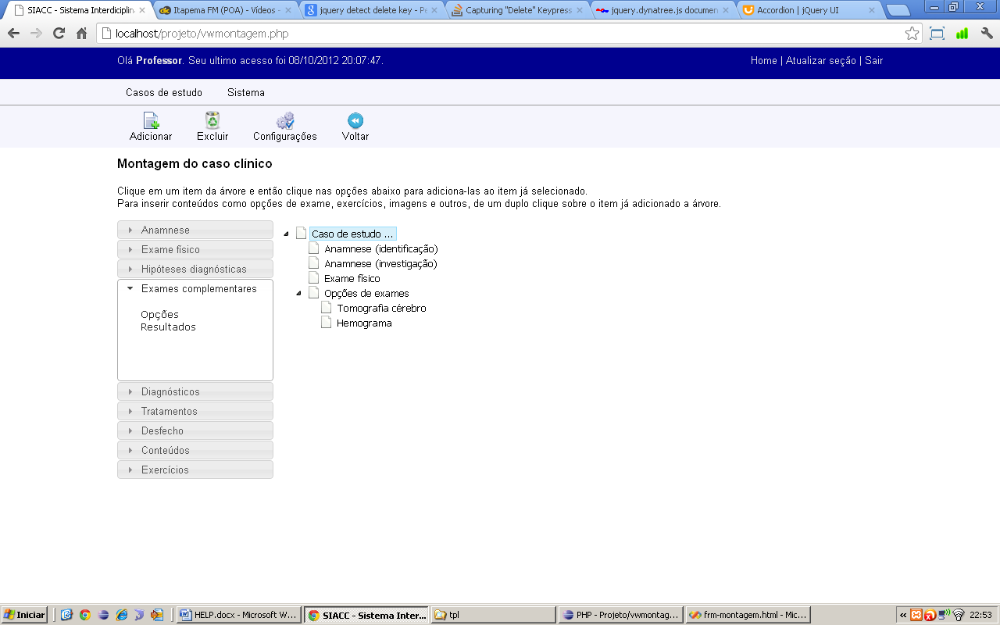 SIACC - Sistema Interdiciplin
Itapema FM (POA) - Vídeos -
jquery detect delete key - Pe
Capturing "Delete" Keypress
jquery.dynatree.js documen
Accordion | jQuery UI
localhost/projeto/vwmontagem.php
Olá Professor. Seu ultimo acesso foi 08/10/2012 20:07:47.
Home | Atualizar seção | Sair
Casos de estudo Sistema
Adicionar Excluir Configurações Voltar
Montagem do caso clínico
Clique em um item da árvore e então clique nas opções abaixo para adiciona-las ao item já selecionado.
Para inserir conteúdos como opções de exame, exercícios, imagens e outros, de um duplo clique sobre o item já adicionado a árvore.
Anamnese
Exame físico
Hipóteses diagnósticas
Exames complementares
Opções
Resultados
Diagnósticos
Tratamentos
Desfecho
Conteúdos
Exercícios
Caso de estudo ...
Anamnese (identificação)
Anamnese (investigação)
Exame físico
Opções de exames
Tomografia cérebro
Hemograma
Iniciar
HELP.docx - Microsoft W...
SIACC - Sistema Inter...
tpl
PHP - Projeto/vwmontag...
frm-montagem.html - Mic...
22:53